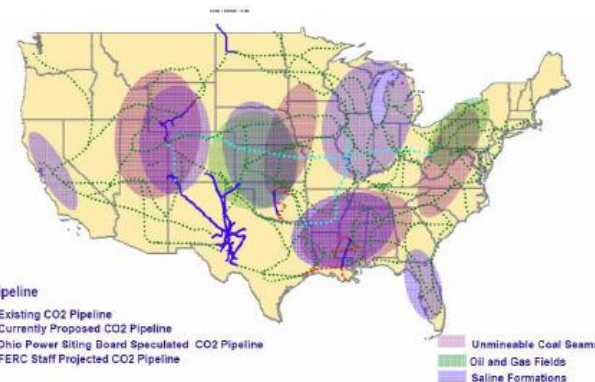 ipeline
Existing CO2 Pipeline
Currently Proposed CO2 Pipeline
Ohio Power Siting Board Speculated CO2 Pipeline
FERC Staff Projected CO2 Pipeline
Unmineable Coal Seams
Oil and Gas Fields
Saline Formations